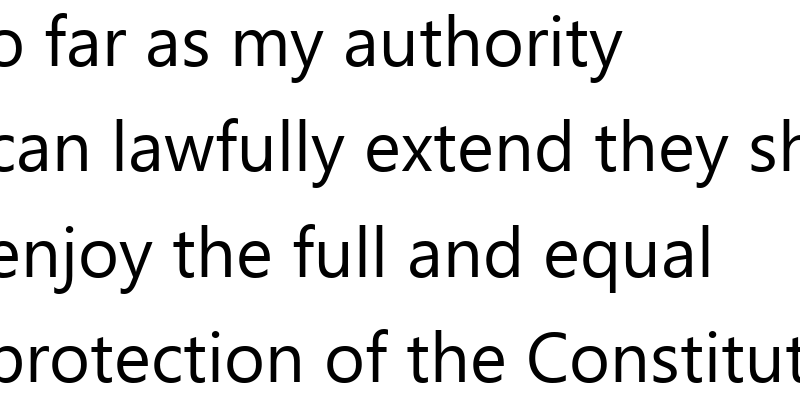 o far as my authority
can lawfully extend they sh
enjoy the full and equal
protection of the Constitut